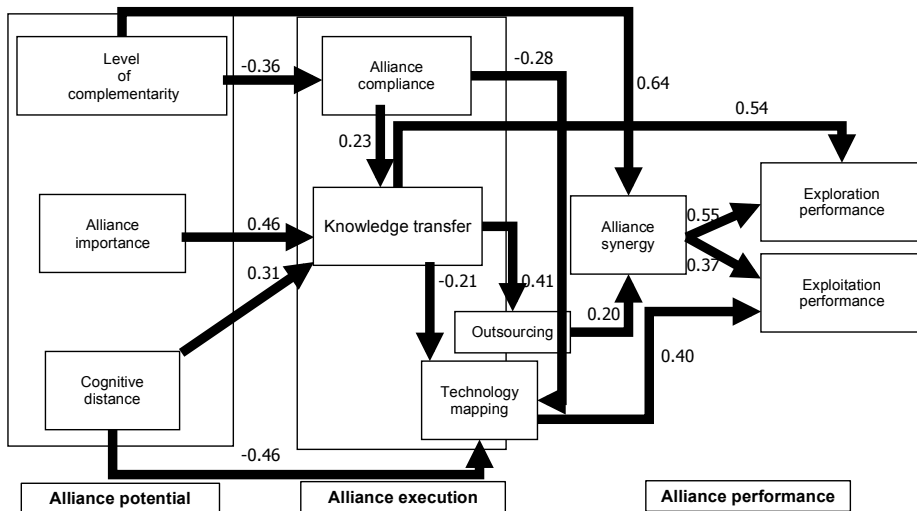 Level
of
complementarity
-0.36
Alliance
compliance
-0.28
0.64
0.54
0.23
Alliance
importance
0.46
Knowledge transfer
Alliance
synergy
0.55
Exploration
performance
0.31
-0.21
0.41
0.37
Exploitation
performance
Outsourcing
0.20
Cognitive
distance
Technology
mapping
0.40
-0.46
Alliance potential
Alliance execution
Alliance performance